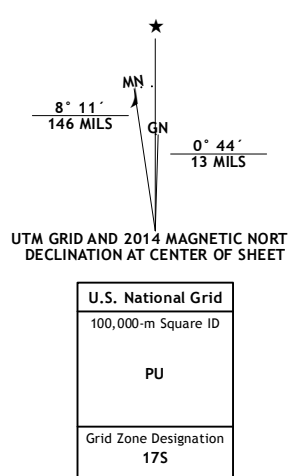 MN
8° 11´
146 MILS
GN
0° 44´
13 MILS
UTM GRID AND 2014 MAGNETIC NORT
DECLINATION AT CENTER OF SHEET
U.S. National Grid
100,000-m Square ID
PU
Grid Zone Designation
17S